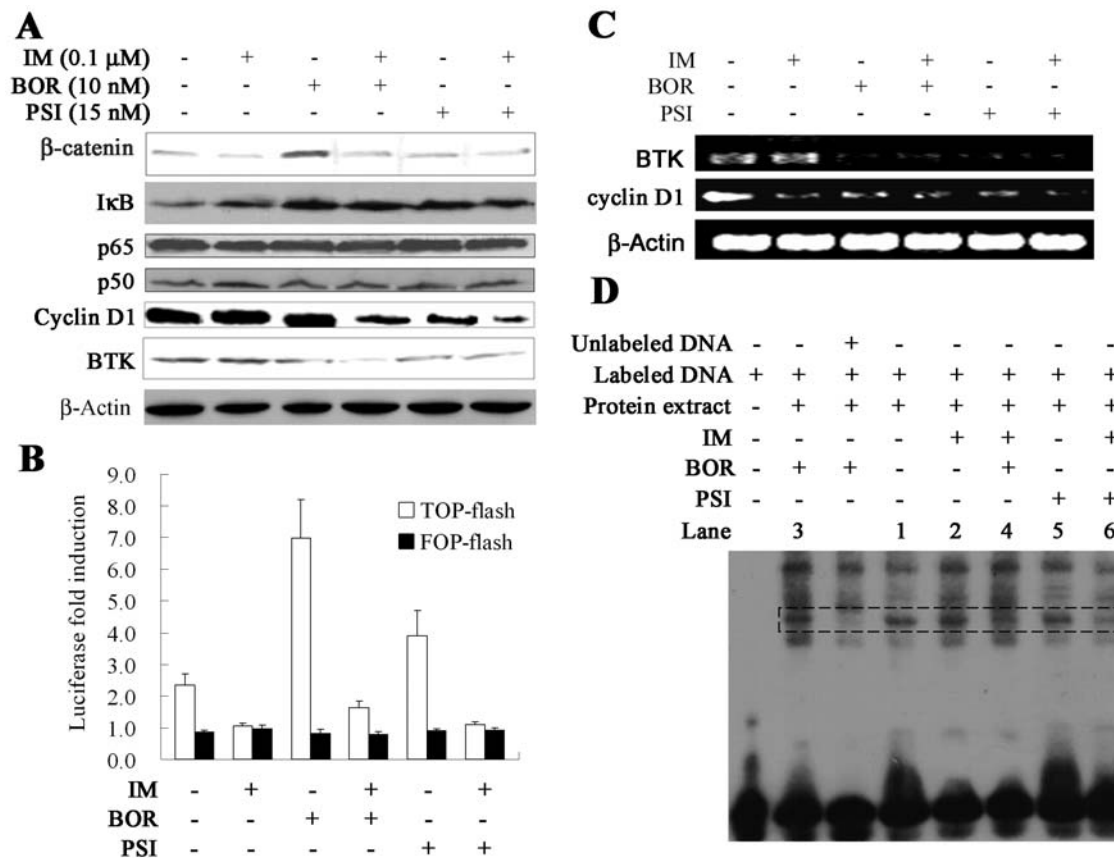 A
IM (0.1 μM) - + - + - +
BOR (10 nM) - - + + - -
PSI (15 nM) - - - - + +
β-catenin
IκB
p65
p50
Cyclin D1
BTK
β-Actin
B
Luciferase fold induction
9.0
8.0
7.0
6.0
5.0
4.0
3.0
2.0
1.0
0.0
TOP-flash
FOP-flash
IM - + - + - +
BOR - - + + - -
PSI - - - - + +
C
IM - + - + - +
BOR - - + + - -
PSI - - - - + +
BTK
cyclin D1
β-Actin
D
Unlabeled DNA - - + - - - - -
Labeled DNA + + + + + + + +
Protein extract - + + + + + + +
IM - - - - + + - +
BOR - + + - - + - -
PSI - - - - - - + +
Lane 3 1 2 4 5 6